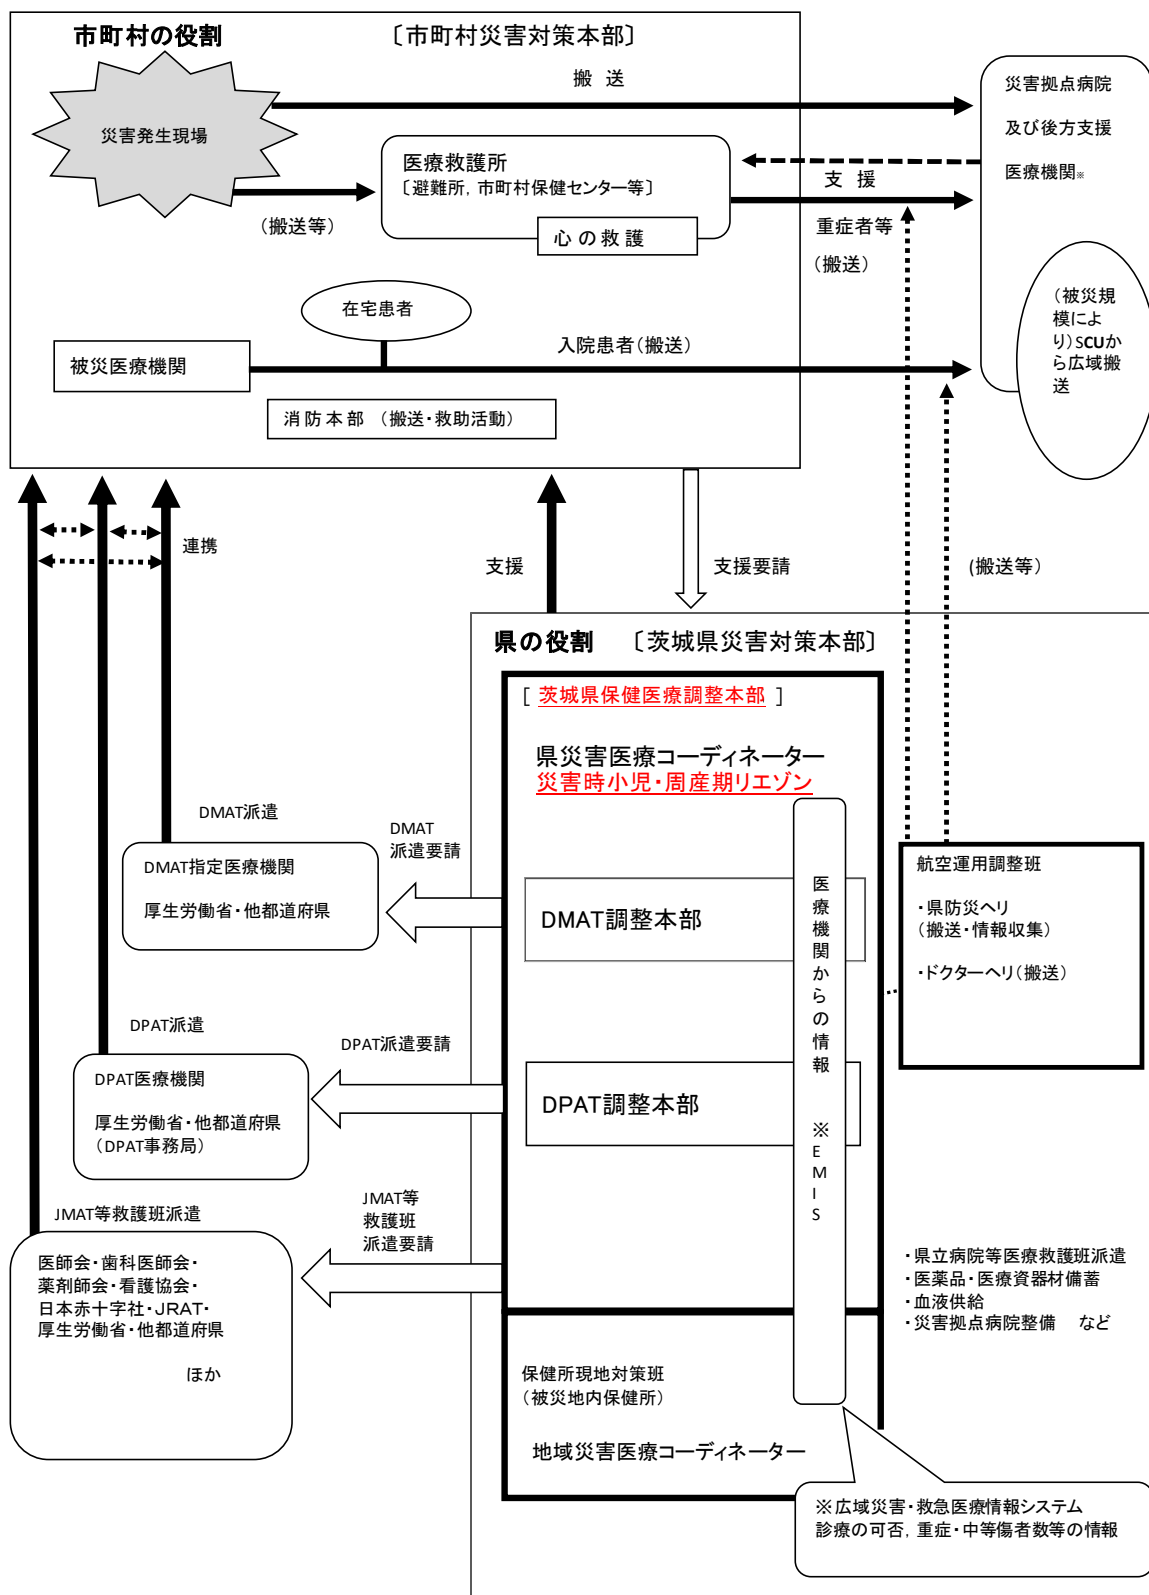 市町村の役割
〔市町村災害対策本部〕
搬 送
災害発生現場
災害拠点病院
及び後方支援
医療機関※
医療救護所
〔避難所, 市町村保健センター等〕
心の救護
支 援
(搬送等)
重症者等
(搬送)
在宅患者
(被災規
模によ
り)SCUか
ら広域搬
送
入院患者(搬送)
被災医療機関
消防本部 (搬送・救助活動)
連携
支援
支援要請
(搬送等)
県の役割
〔茨城県災害対策本部〕
[ 茨城県保健医療調整本部 ]
県災害医療コーディネーター
災害時小児・周産期リエゾン
DMAT派遣
DMAT
派遣要請
DMAT指定医療機関
厚生労働省・他都道府県
DMAT調整本部
医療機関からの情報 ※EMIS
航空運用調整班
・県防災ヘリ
(搬送・情報収集)
・ドクターヘリ(搬送)
DPAT派遣
DPAT派遣要請
DPAT医療機関
厚生労働省・他都道府県
(DPAT事務局)
DPAT調整本部
JMAT等救護班派遣
JMAT等
救護班
派遣要請
医師会・歯科医師会・
薬剤師会・看護協会・
日本赤十字社・JRAT・
厚生労働省・他都道府県
ほか
・県立病院等医療救護班派遣
・医薬品・医療資器材備蓄
・血液供給
・災害拠点病院整備 など
保健所現地対策班
(被災地内保健所)
地域災害医療コーディネーター
※広域災害・救急医療情報システム
診療の可否, 重症・中等傷者数等の情報